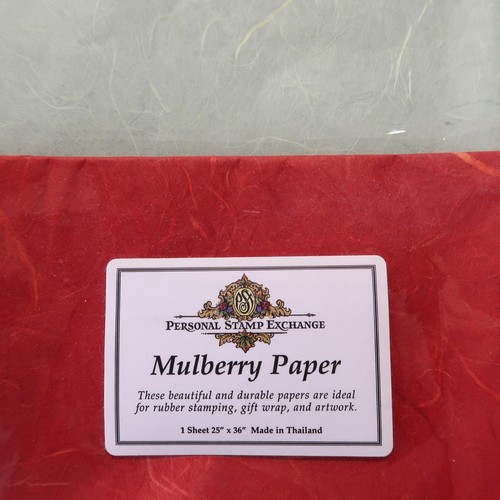 Personal Stamp Exchange
Mulberry Paper
These beautiful and durable papers are ideal
for rubber stamping, gift wrap, and artwork.
1 Sheet 25" x 36" Made in Thailand